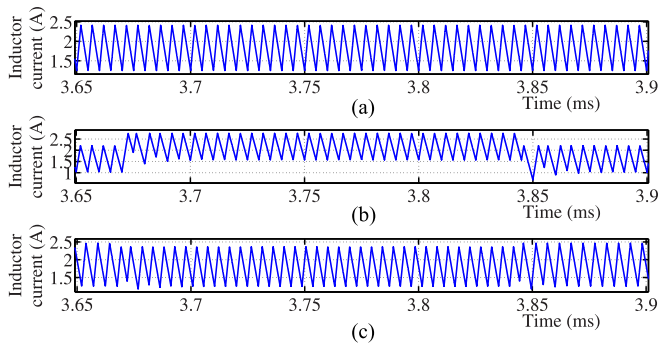 Inductor
current (A)
2.5
2
1.5
3.65 3.7 3.75 3.8 3.85 3.9
Time (ms)
(a)
Inductor
current (A)
2.5
2
1.5
1
3.65 3.7 3.75 3.8 3.85 3.9
Time (ms)
(b)
Inductor
current (A)
2.5
2
1.5
3.65 3.7 3.75 3.8 3.85 3.9
Time (ms)
(c)